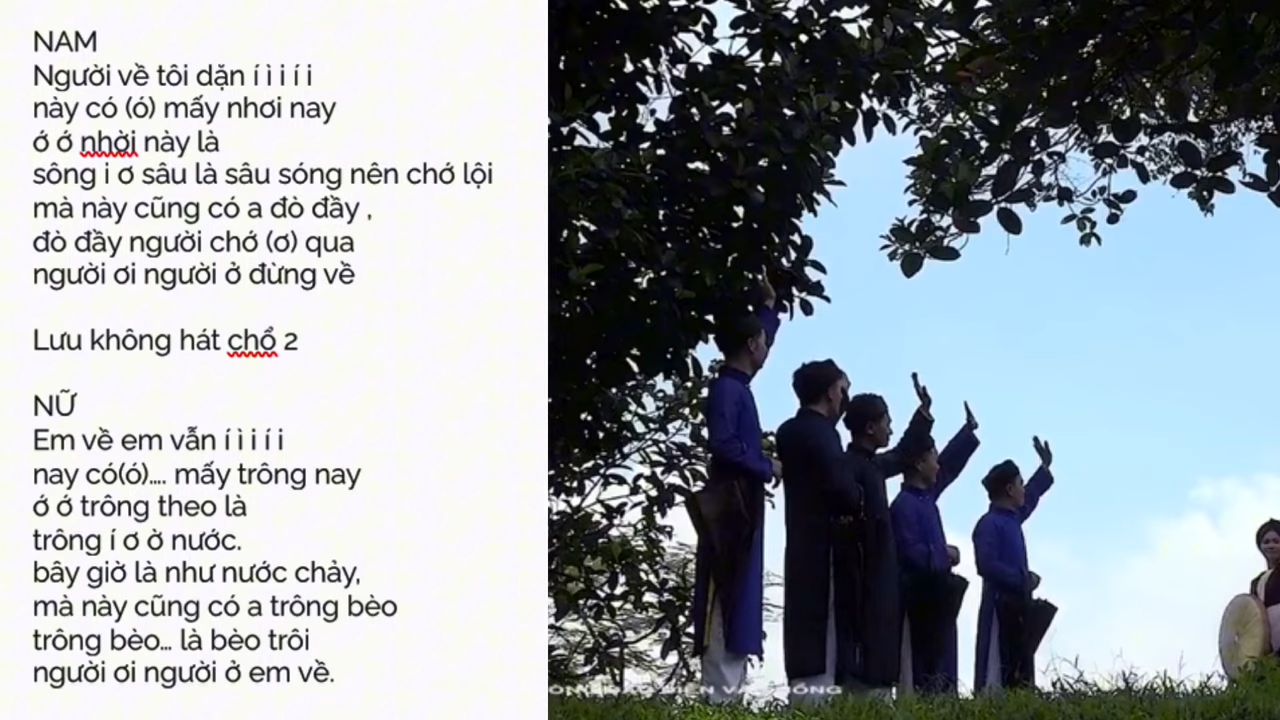 NAM
Người về tôi dặn í ì i í i
này có (ó) mấy nhơi nay
ớ ớ nhời này là
sông i ơ sâu là sâu sóng nên chớ lội
mà này cũng có a đò đầy ,
đò đầy người chớ (ơ) qua
người ơi người ở đừng về
Lưu không hát chổ 2
NỮ
Em về em vẫn í ì i í i
nay có(ó).... mấy trông nay
ớ ớ trông theo là
trông í ơ ờ nước.
bây giờ là như nước chảy,
mà này cũng có a trông bèo
trông bèo... là bèo trôi
người ơi người ở em về.